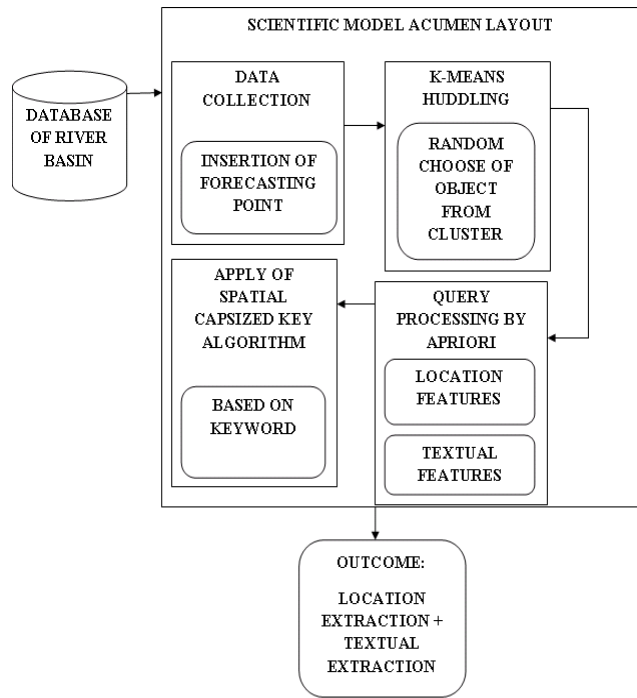 SCIENTIFIC MODEL ACUMEN LAYOUT
DATABASE
OF RIVER
BASIN
DATA
COLLECTION
INSERTION OF
FORECASTING
POINT
K-MEANS
HUDDLING
RANDOM
CHOOSE OF
OBJECT
FROM
CLUSTER
QUERY
PROCESSING BY
APRIORI
LOCATION
FEATURES
TEXTUAL
FEATURES
APPLY OF
SPATIAL
CAPSIZED KEY
ALGORITHM
BASED ON
KEYWORD
OUTCOME:
LOCATION
EXTRACTION +
TEXTUAL
EXTRACTION